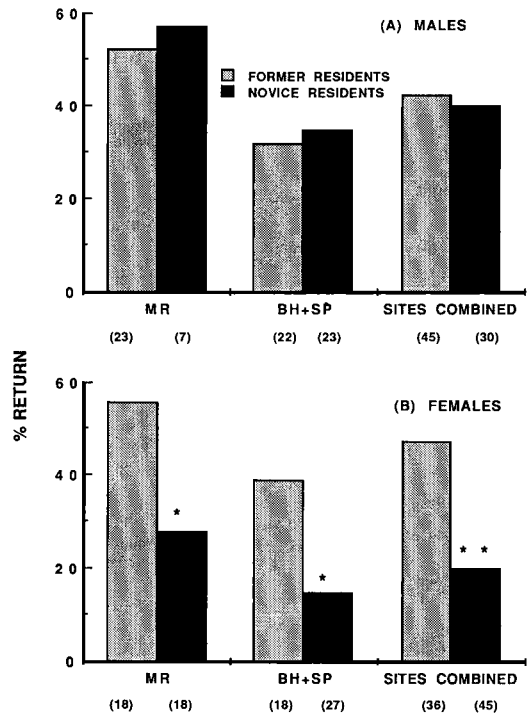 60
(A) MALES
FORMER RESIDENTS
NOVICE RESIDENTS
40
20
0
MR BH+SP SITES COMBINED
(23) (7) (22) (23) (45) (30)
% RETURN
60
(B) FEMALES
40
*
* *
20
*
0
MR BH+SP SITES COMBINED
(18) (18) (18) (27) (36) (45)